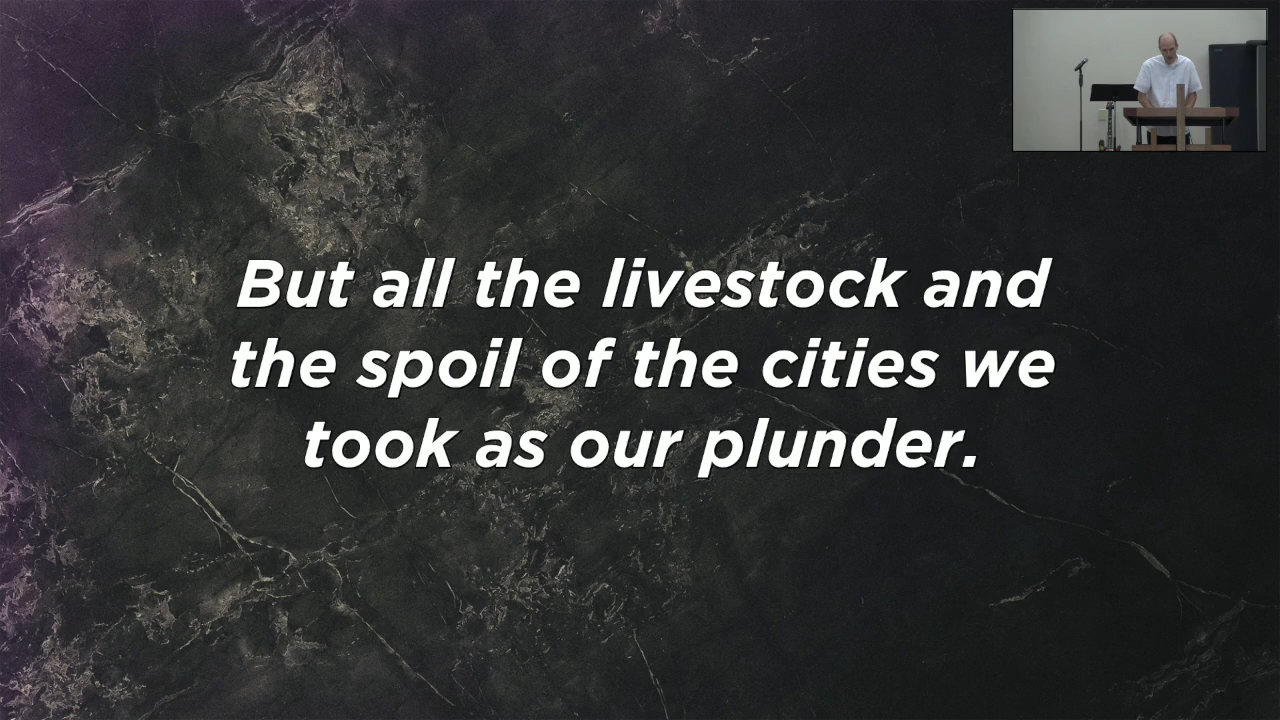 But all the livestock and
the spoil of the cities we
took as our plunder.